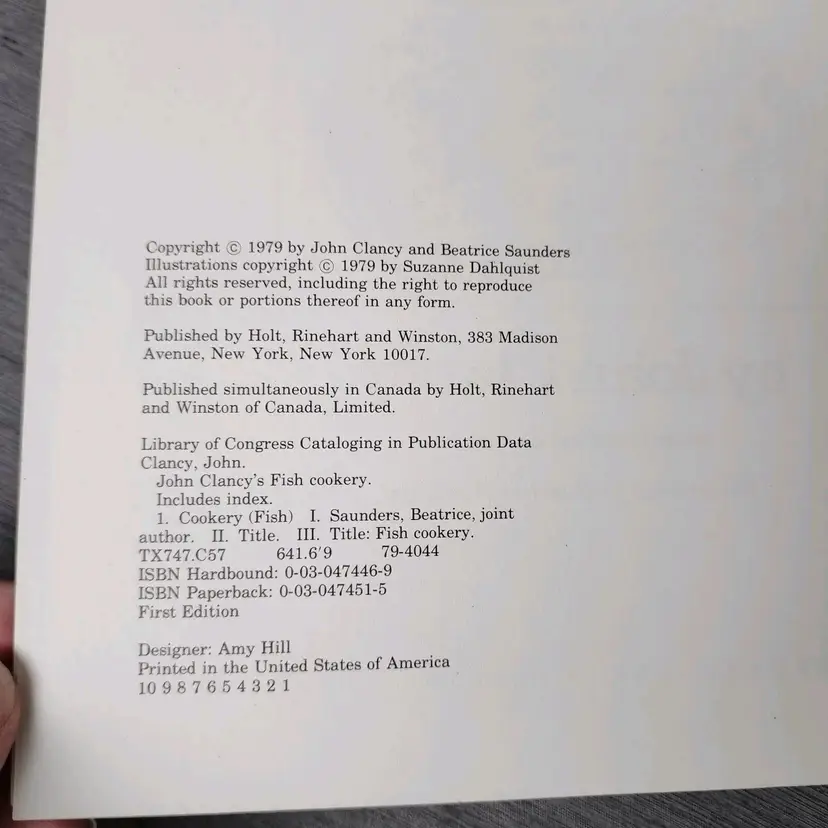 Copyright © 1979 by John Clancy and Beatrice Saunders
Illustrations copyright © 1979 by Suzanne Dahlquist
All rights reserved, including the right to reproduce
this book or portions thereof in any form.
Published by Holt, Rinehart and Winston, 383 Madison
Avenue, New York, New York 10017.
Published simultaneously in Canada by Holt, Rinehart
and Winston of Canada, Limited.
Library of Congress Cataloging in Publication Data
Clancy, John.
John Clancy's Fish cookery.
Includes index.
1. Cookery (Fish) I. Saunders, Beatrice, joint
author. II. Title. III. Title: Fish cookery.
TX747.C57 641.6'9 79-4044
ISBN Hardbound: 0-03-047446-9
ISBN Paperback: 0-03-047451-5
First Edition
Designer: Amy Hill
Printed in the United States of America
10 9 8 7 6 5 4 3 2 1